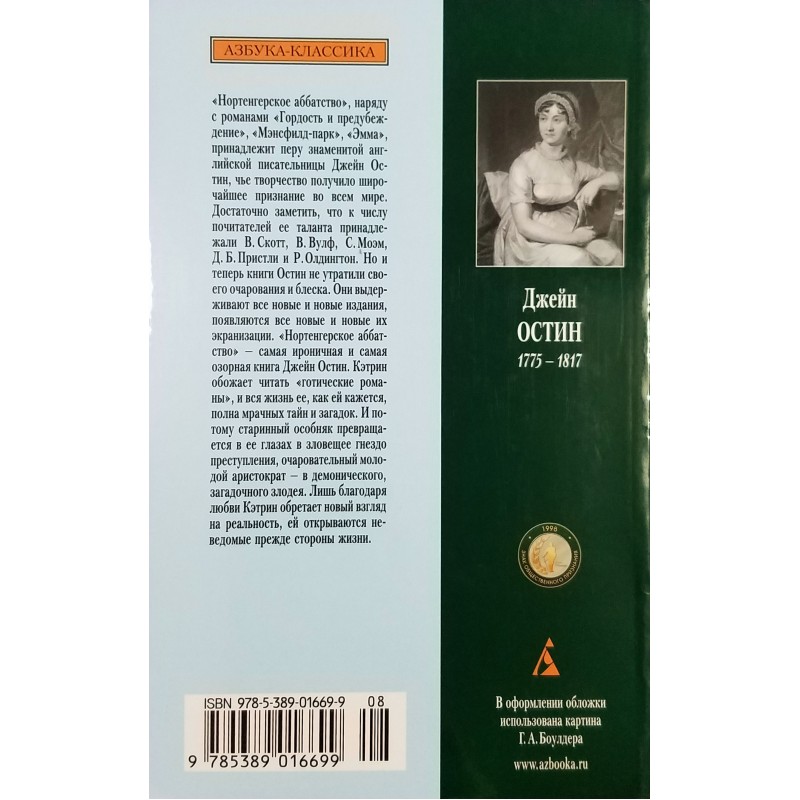 АЗБУКА-КЛАССИКА
«Нортенгерское аббатство», наряду
с романами «Гордость и предубеж-
дение», «Мэнсфилд-парк», «Эмма»,
принадлежит перу знаменитой анг-
лийской писательницы Джейн Ос-
тин, чье творчество получило широ-
чайшее признание во всем мире.
Достаточно заметить, что к числу
почитателей ее таланта принадле-
жали В. Скотт, В. Вулф, С. Моэм,
Д. Б. Пристли и Р. Олдингтон. Но и
теперь книги Остин не утратили сво-
его очарования и блеска. Они выдер-
живают все новые и новые издания,
появляются все новые и новые их
экранизации. «Нортенгерское аббат-
ство» – самая ироничная и самая
озорная книга Джейн Остин. Кэтрин
обожает читать «готические рома-
ны», и вся жизнь ее, как ей кажется,
полна мрачных тайн и загадок. И по-
тому старинный особняк превраща-
ется в ее глазах в зловещее гнездо
преступления, очаровательный моло-
дой аристократ – в демонического,
загадочного злодея. Лишь благодаря
любви Кэтрин обретает новый взгляд
на реальность, ей открываются не-
ведомые прежде стороны жизни.
ISBN 978-5-389-01669-9
08
9 785389 016699
Джейн
ОСТИН
1775 – 1817
1998
ЗНАК ОБЩЕСТВЕННОГО ПРИЗНАНИЯ
В оформлении обложки
использована картина
Г. А. Боулдера
www.azbooka.ru